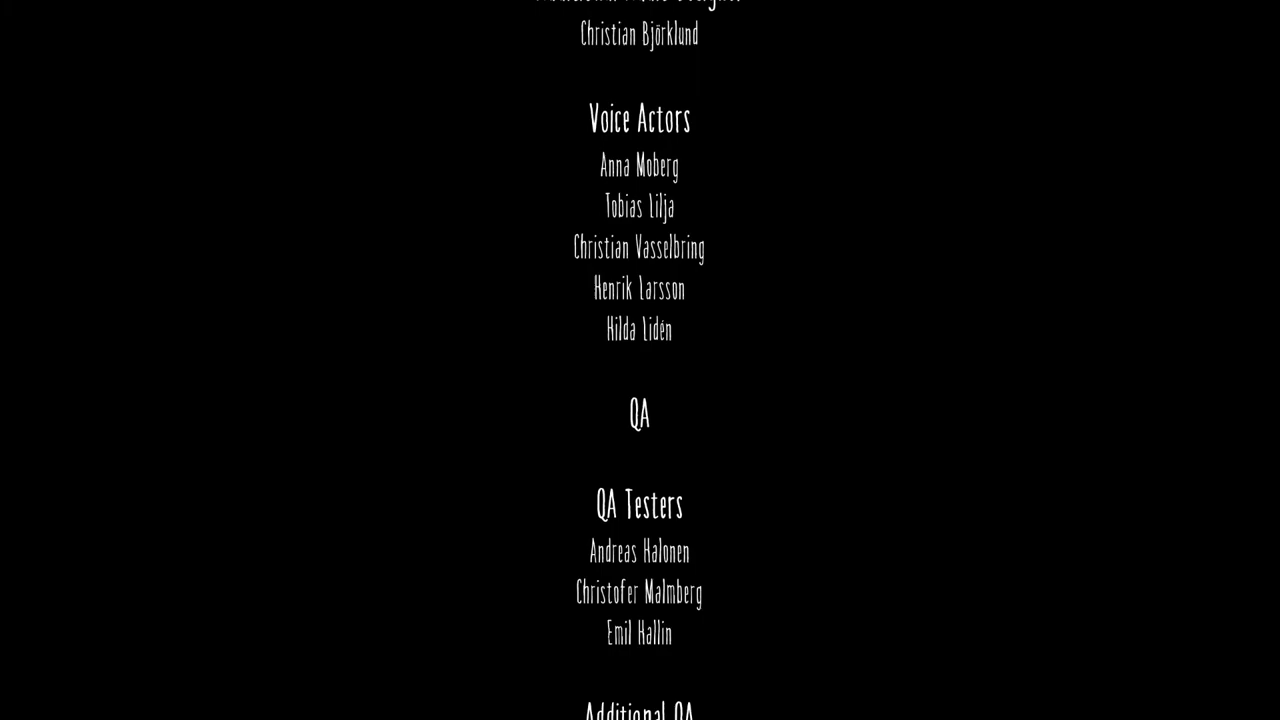 Christian Björklund
Voice Actors
Anna Moberg
Tobias Lilja
Christian Vasselbring
Henrik Larsson
Hilda Lidén
QA
QA Testers
Andreas Halonen
Christofer Malmberg
Emil Hallin
Additional QA